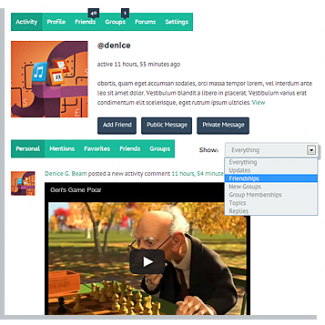 40 5
Activity Profile Friends Groups Forums Settings
@denice
active 11 hours, 55 minutes ago
obortis, quam eget accumsan sodales, orci massa tempor lorem, vel interdum ante
leo sit amet dolor. Vestibulum blandit a libero in placerat. Vestibulum varius erat
condimentum elit scelerisque, eget rutrum ipsum ultricies. View
Add Friend Public Message Private Message
Personal Mentions Favorites Friends Groups Show: Everything
Everything
Updates
Friendships
New Groups
Group Memberships
Topics
Replies
Denice G. Beam posted a new activity comment 11 hours, 54 minute
Geri's Game Pixar